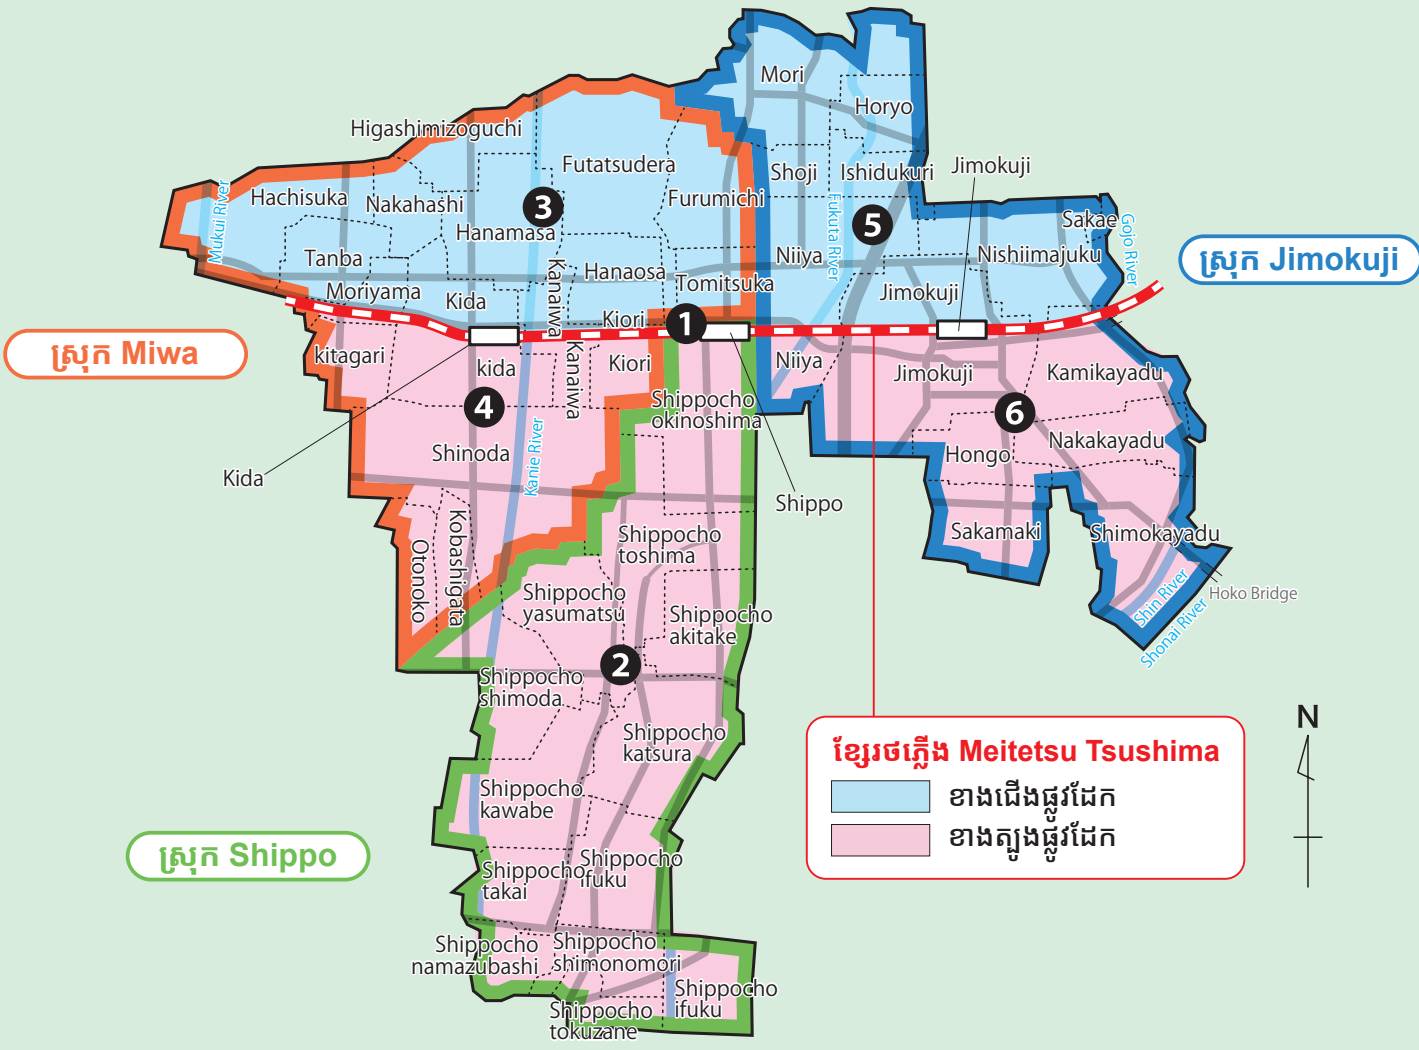 Mori
Horyo
Higashimizoguchi
Futatsudera
Shoji
Ishidukuri
Jimokuji
Hachisuka
Nakahashi
3
Furumichi
Mukui River
Hanamasa
Fukuta River
5
Sakae
Gojo River
Nishiimajuku
Niiya
ស្រុក Jimokuji
Tanba
Hanaosa
Tomitsuka
Moriyama
Kida
Kanaiwa
Jimokuji
Kiori
1
ស្រុក Miwa
kitagari
kida
Kanaiwa
Kiori
Niiya
Jimokuji
Kamikayadu
4
Shippocho
okinoshima
6
Shinoda
Kanie River
Hongo
Nakakayadu
Kida
Shippo
Otonoko
Kobashigata
Shippocho
toshima
Sakamaki
Shimokayadu
Shippocho
yasumatsu
Shippocho
akitake
Shin River
Shonai River
Hoko Bridge
2
Shippocho
shimoda
Shippocho
katsura
N
ខ្សែរថភ្លើង Meitetsu Tsushima
ខាងជើងផ្លូវដែក
ខាងត្បូងផ្លូវដែក
Shippocho
kawabe
ស្រុក Shippo
Shippocho
takai
Shippocho
ifuku
Shippocho
namazubashi
Shippocho
shimonomori
Shippocho
ifuku
Shippocho
tokuzane